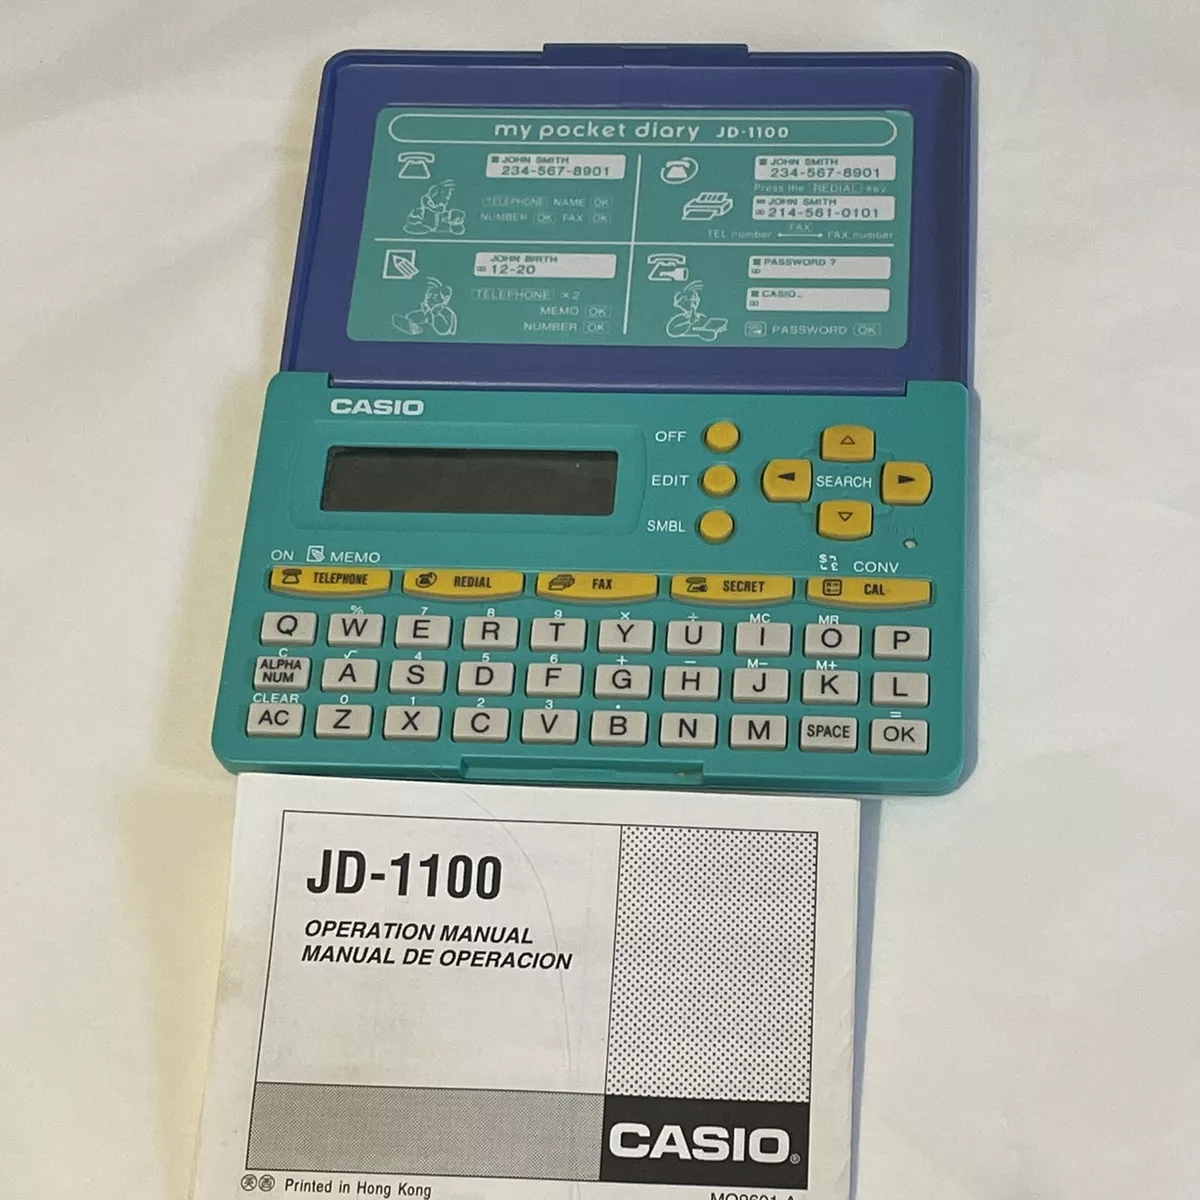 my pocket diary JD-1100
JOHN SMITH
234-567-8901
TELEPHONE NAME OK
NUMBER OK FAX OK
JOHN SMITH
234-567-8901
Press the REDIAL key
JOHN SMITH
214-561-0101
FAX
TEL number FAX number
JOHN BIRTH
12-20
TELEPHONE ×2
MEMO OK
NUMBER OK
PASSWORD ?
CASIO_
PASSWORD OK
CASIO
OFF
EDIT
SEARCH
SMBL
ON MEMO
CONV
TELEPHONE REDIAL FAX SECRET CAL
% 7 8 9 × ÷ MC MR
Q W E R T Y U I O P
C √ 4 5 6 + − M− M+
ALPHA NUM A S D F G H J K L
CLEAR 0 1 2 3 • =
AC Z X C V B N M SPACE OK
JD-1100
OPERATION MANUAL
MANUAL DE OPERACION
CASIO®
英 西 Printed in Hong Kong